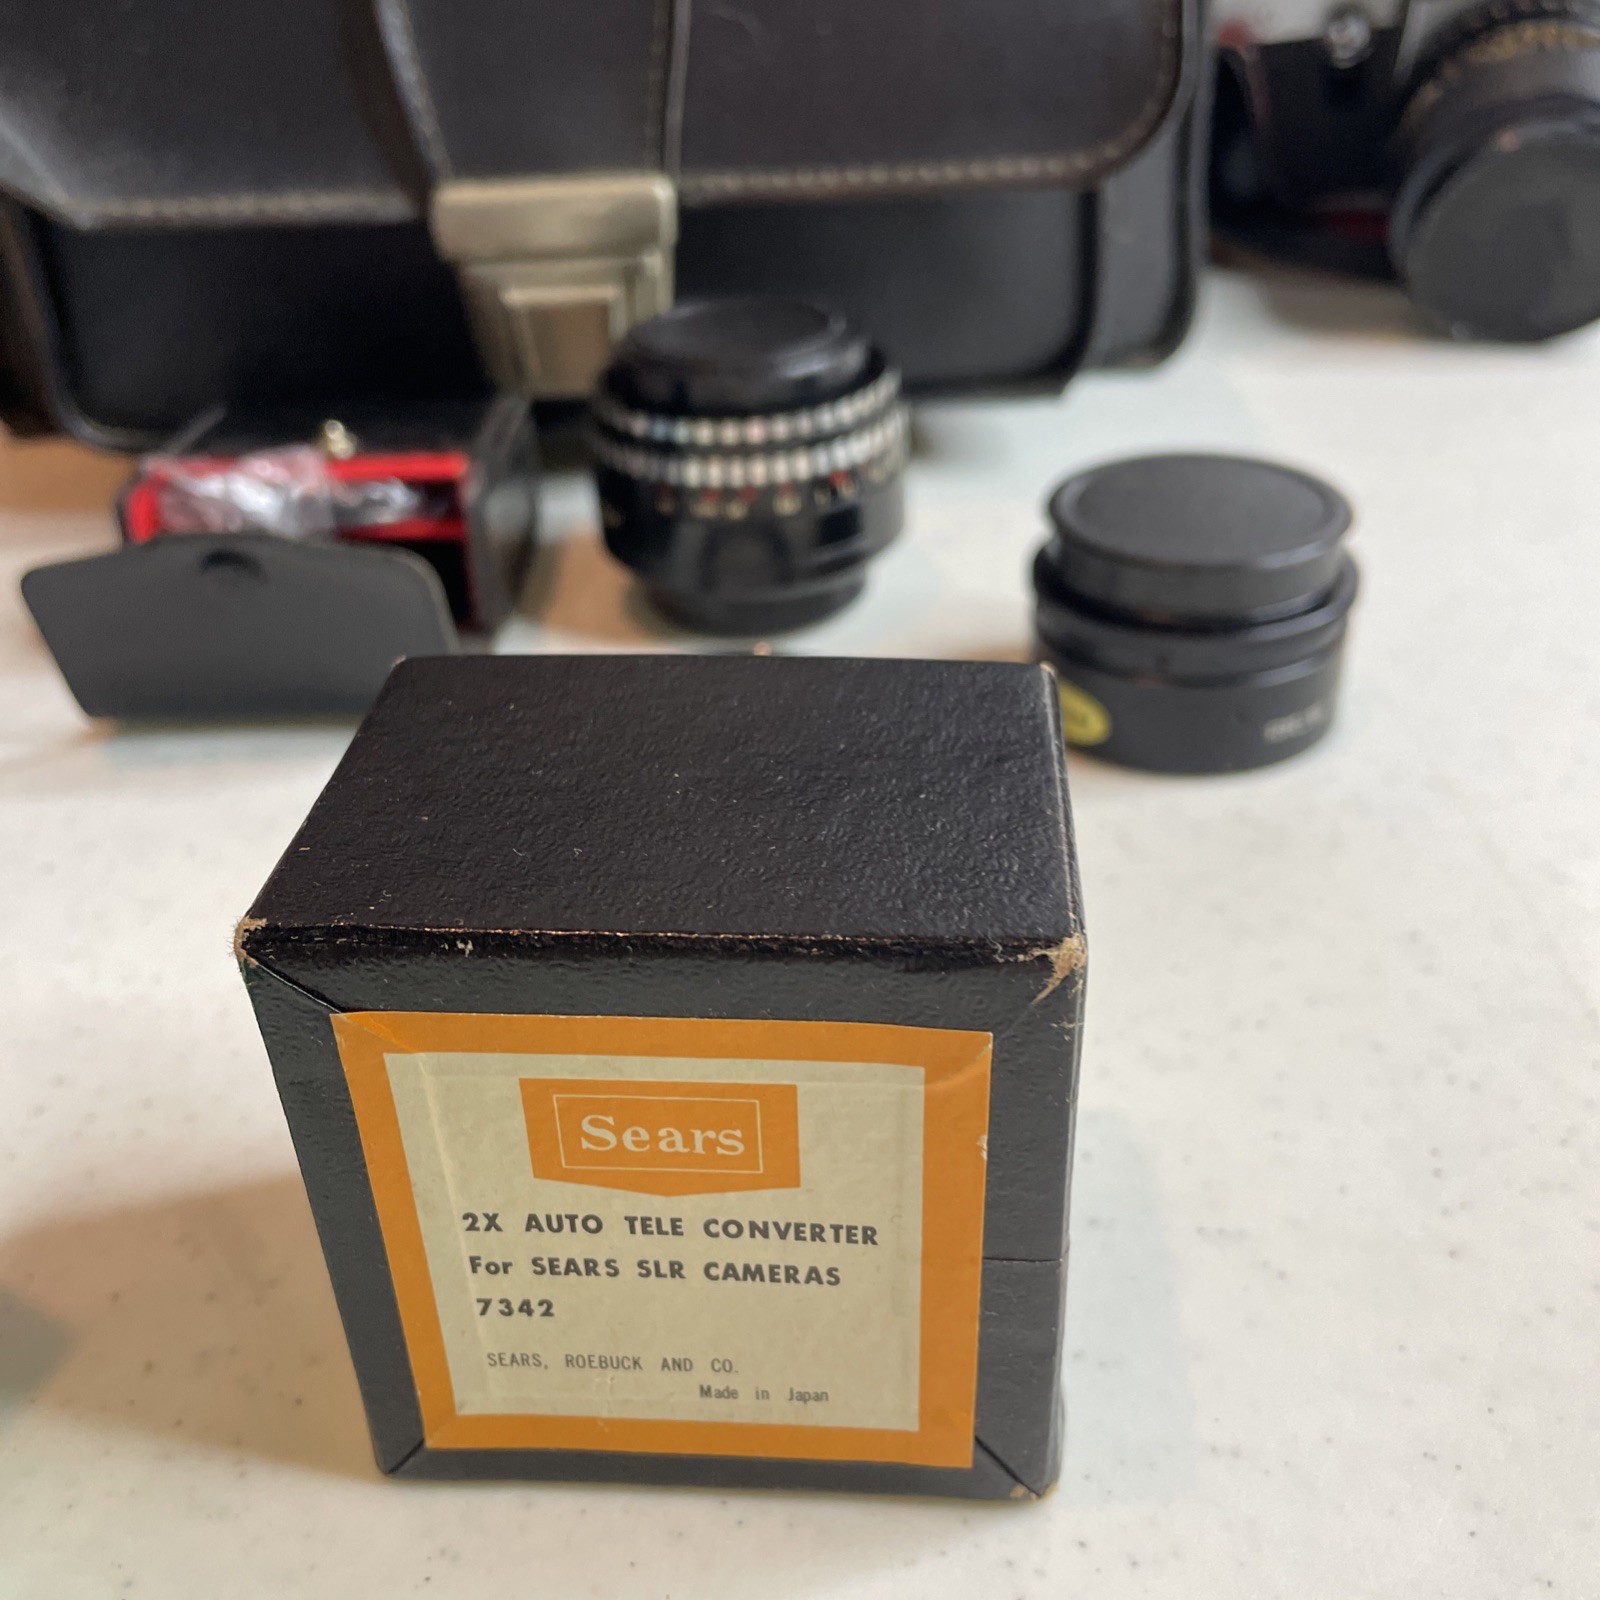 Sears
2X AUTO TELE CONVERTER
For SEARS SLR CAMERAS
7342
SEARS, ROEBUCK AND CO.
Made in Japan